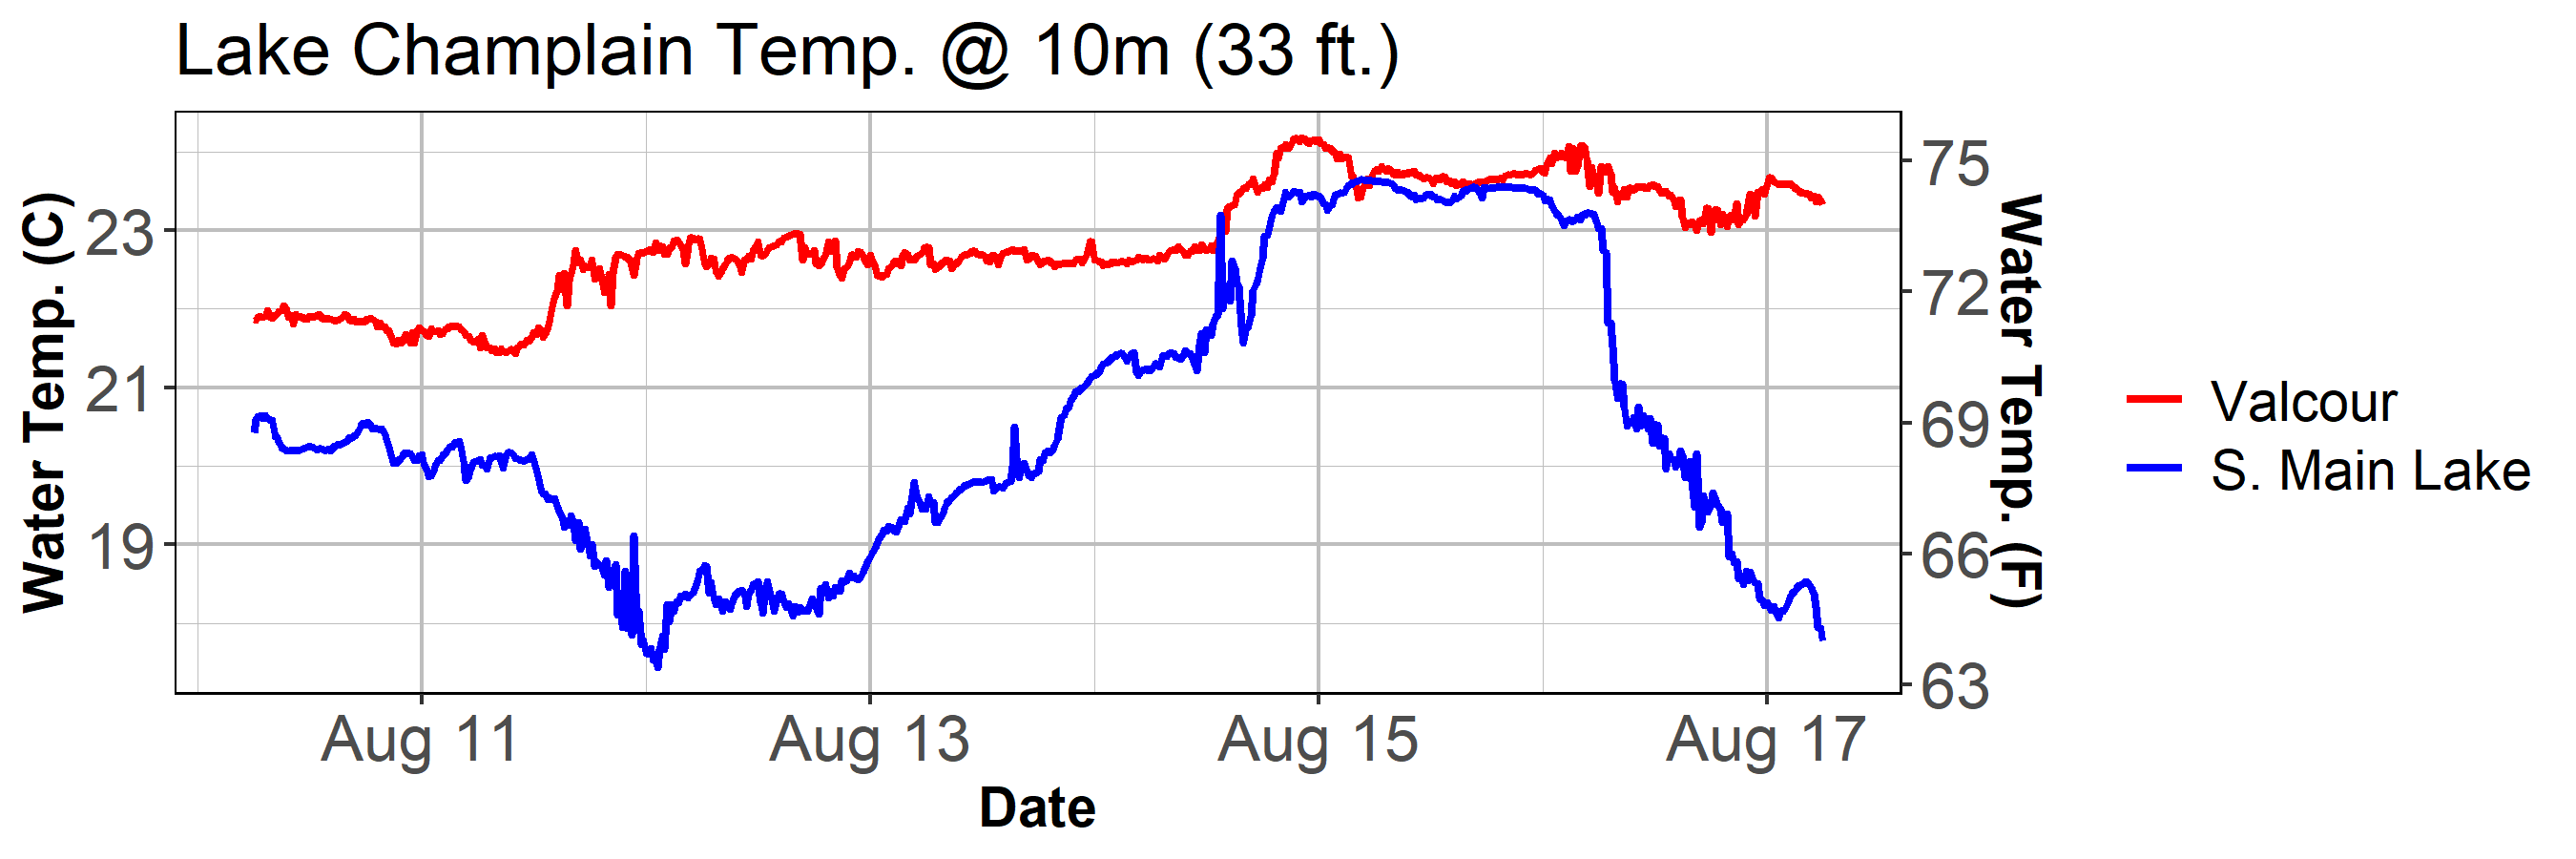 Lake Champlain Temp. @ 10m (33 ft.)
Water Temp. (C)
23
21
19
75
72
69
66
63
Water Temp. (F)
Aug 11
Aug 13
Aug 15
Aug 17
Date
Valcour
S. Main Lake